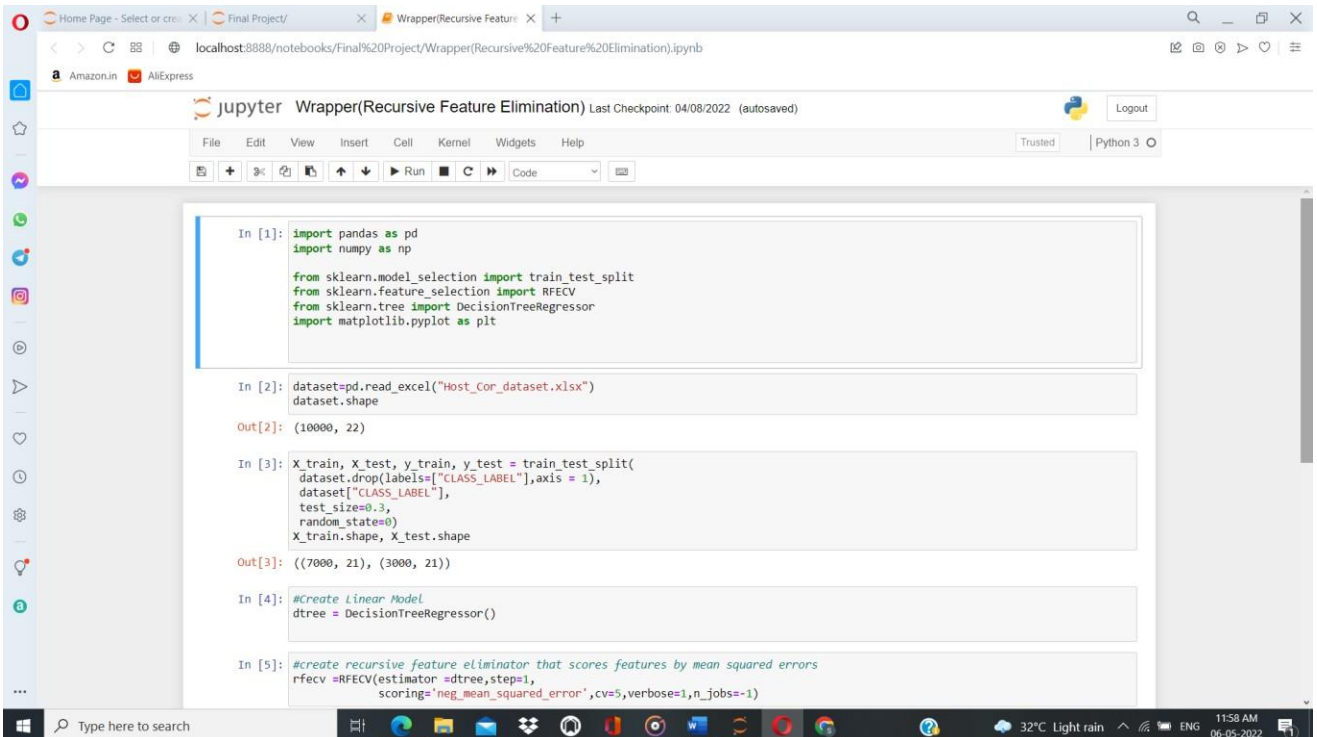 Home Page - Select or cre
Final Project/
Wrapper(Recursive Feature
localhost:8888/notebooks/Final%20Project/Wrapper(Recursive%20Feature%20Elimination).ipynb
Amazon.in
AliExpress
jupyter Wrapper(Recursive Feature Elimination) Last Checkpoint: 04/08/2022 (autosaved)
Logout
File Edit View Insert Cell Kernel Widgets Help
Trusted
Python 3
Run
Code
In [1]: import pandas as pd
import numpy as np
from sklearn.model_selection import train_test_split
from sklearn.feature_selection import RFECV
from sklearn.tree import DecisionTreeRegressor
import matplotlib.pyplot as plt
In [2]: dataset=pd.read_excel("Host_Cor_dataset.xlsx")
dataset.shape
Out[2]: (10000, 22)
In [3]: X_train, X_test, y_train, y_test = train_test_split(
dataset.drop(labels=["CLASS_LABEL"],axis = 1),
dataset["CLASS_LABEL"],
test_size=0.3,
random_state=0)
X_train.shape, X_test.shape
Out[3]: ((7000, 21), (3000, 21))
In [4]: #Create Linear Model
dtree = DecisionTreeRegressor()
In [5]: #create recursive feature eliminator that scores features by mean squared errors
rfecv =RFECV(estimator =dtree,step=1,
scoring='neg_mean_squared_error',cv=5,verbose=1,n_jobs=-1)
Type here to search
32°C Light rain
ENG
11:58 AM
06-05-2022